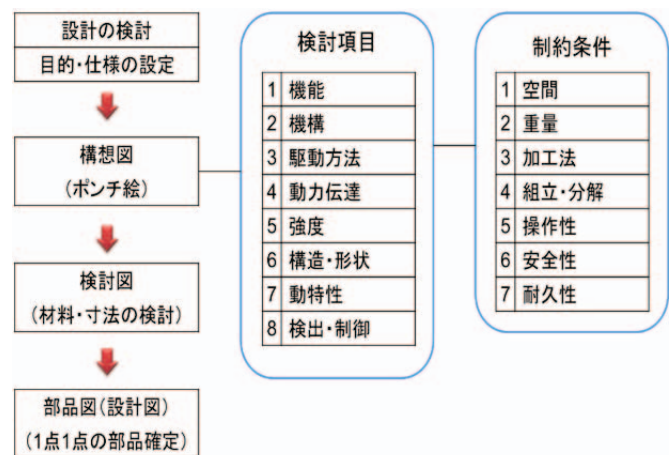 設計の検討
目的・仕様の設定
構想図
(ポンチ絵)
検討図
(材料・寸法の検討)
部品図(設計図)
(1点1点の部品確定)
検討項目
1 機能
2 機構
3 駆動方法
4 動力伝達
5 強度
6 構造・形状
7 動特性
8 検出・制御
制約条件
1 空間
2 重量
3 加工法
4 組立・分解
5 操作性
6 安全性
7 耐久性